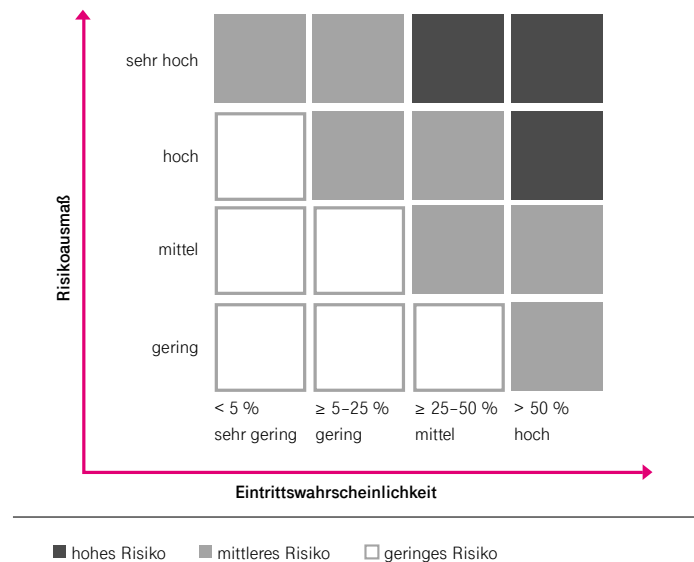 sehr hoch
hoch
mittel
gering
Risikoausmaß
< 5 % ≥ 5–25 % ≥ 25–50 % > 50 %
sehr gering gering mittel hoch
Eintrittswahrscheinlichkeit
hohes Risiko mittleres Risiko geringes Risiko